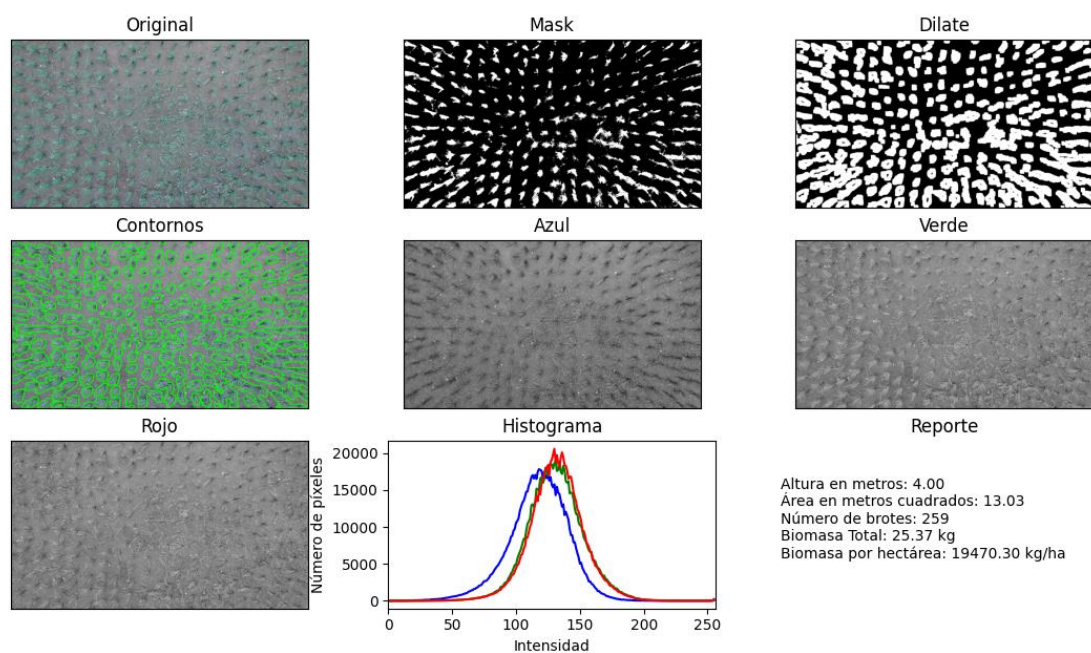 Original
Mask
Dilate
Contornos
Azul
Verde
Rojo
Histograma
Reporte
Número de píxeles
20000
15000
10000
5000
0
0
50
100
150
200
250
Intensidad
Altura en metros: 4.00
Área en metros cuadrados: 13.03
Número de brotes: 259
Biomasa Total: 25.37 kg
Biomasa por hectárea: 19470.30 kg/ha